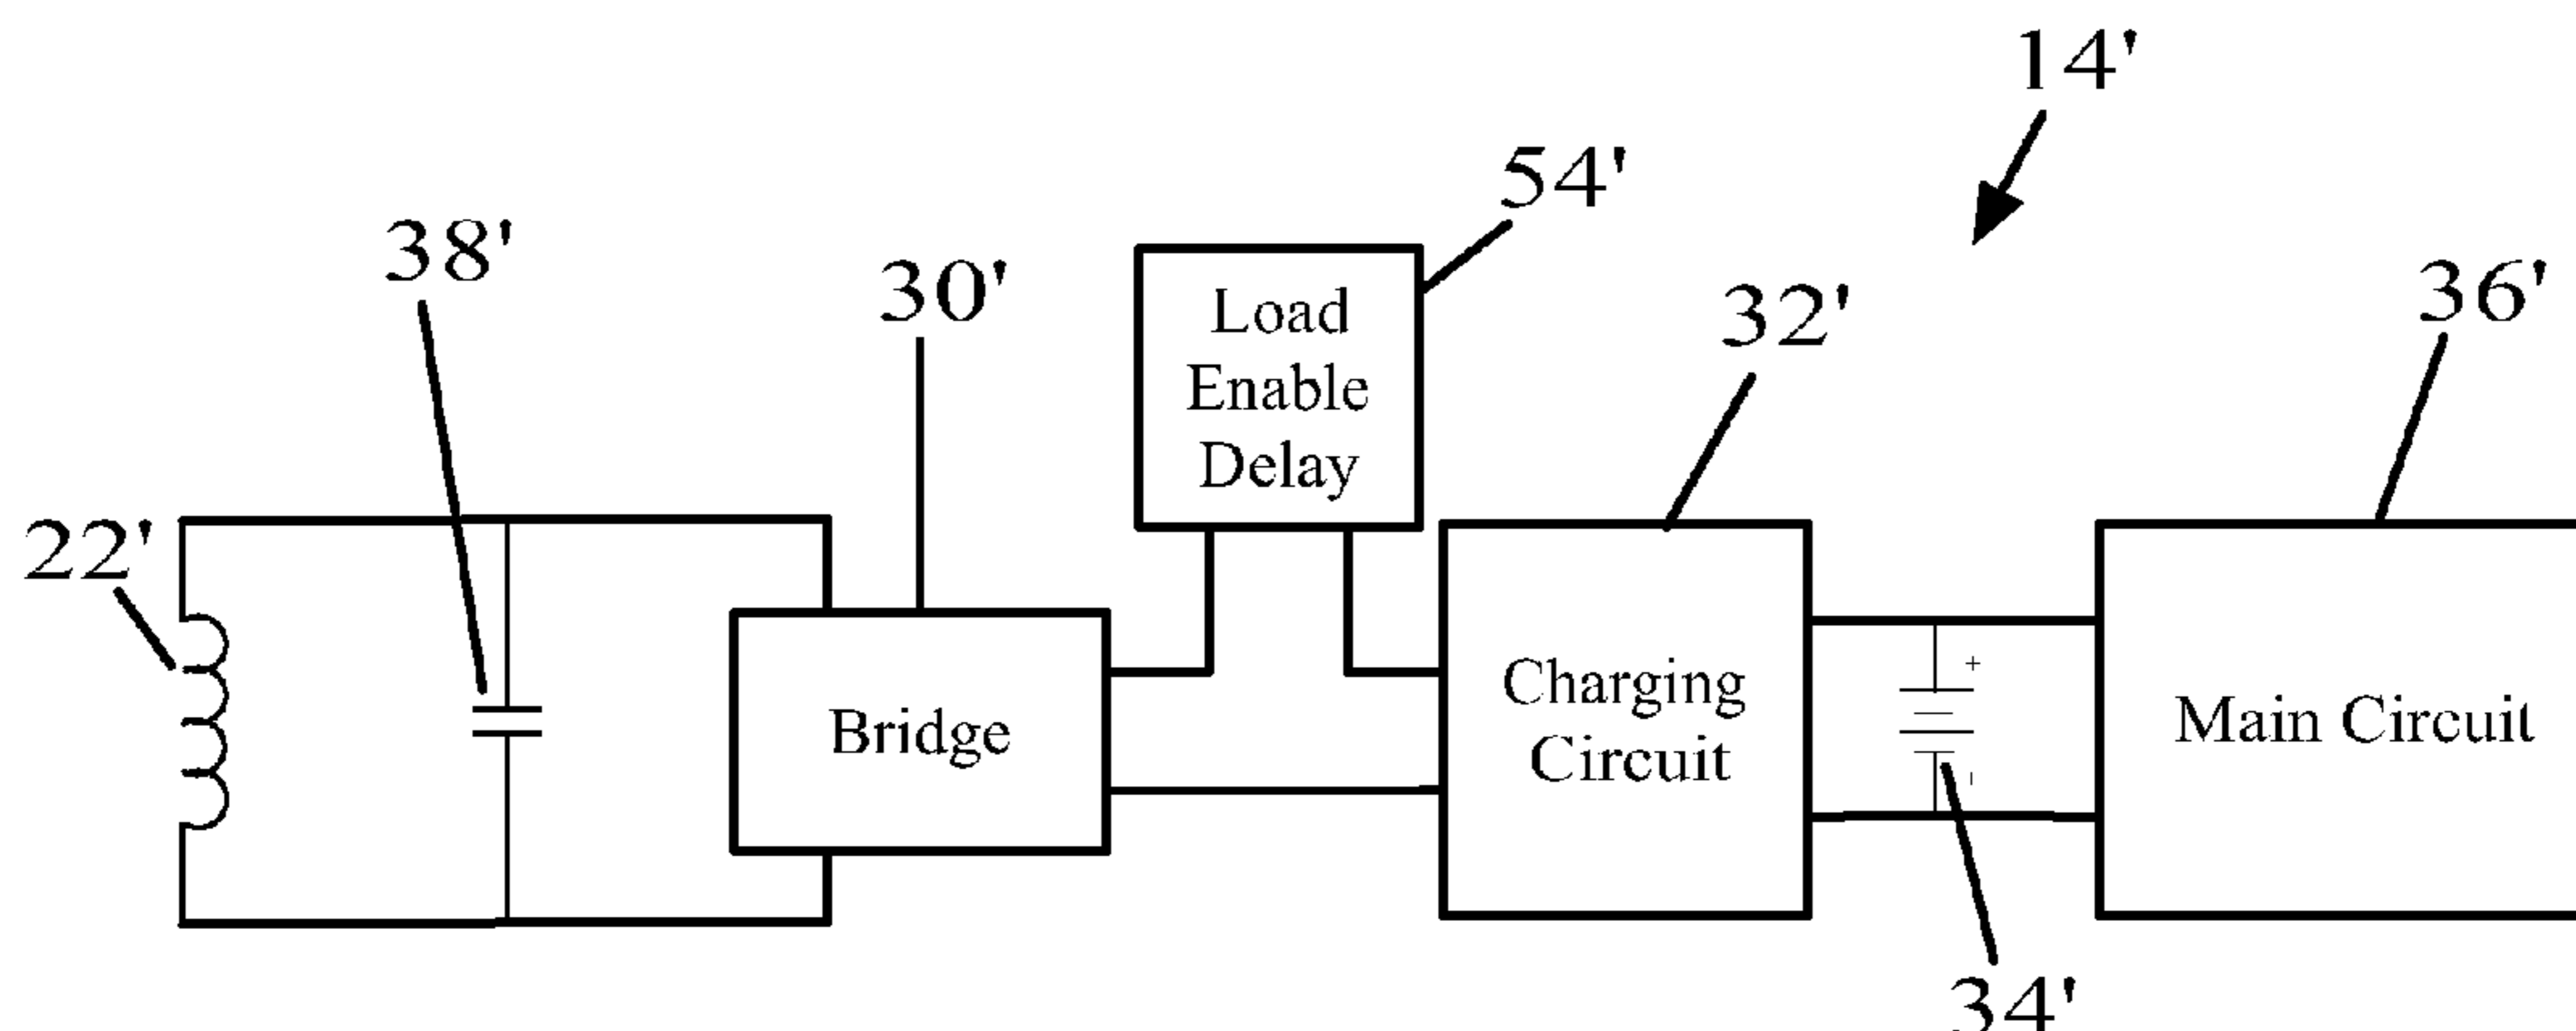 14'
54'
38'
30'
32'
36'
Load
Enable
Delay
22'
Charging
Circuit
Bridge
Main Circuit
+
34'